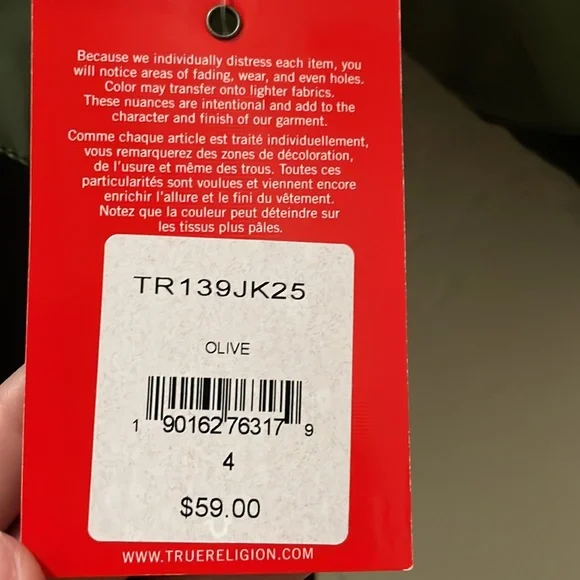 Because we individually distress each item, you
will notice areas of fading, wear, and even holes.
Color may transfer onto lighter fabrics.
These nuances are intentional and add to the
character and finish of our garment.
Comme chaque article est traité individuellement,
vous remarquerez des zones de décoloration,
de l'usure et même des trous. Toutes ces
particularités sont voulues et viennent encore
enrichir l'allure et le fini du vêtement.
Notez que la couleur peut déteindre sur
les tissus plus pâles.
TR139JK25
OLIVE
1 90162 76317 9
4
$59.00
WWW.TRUERELIGION.COM